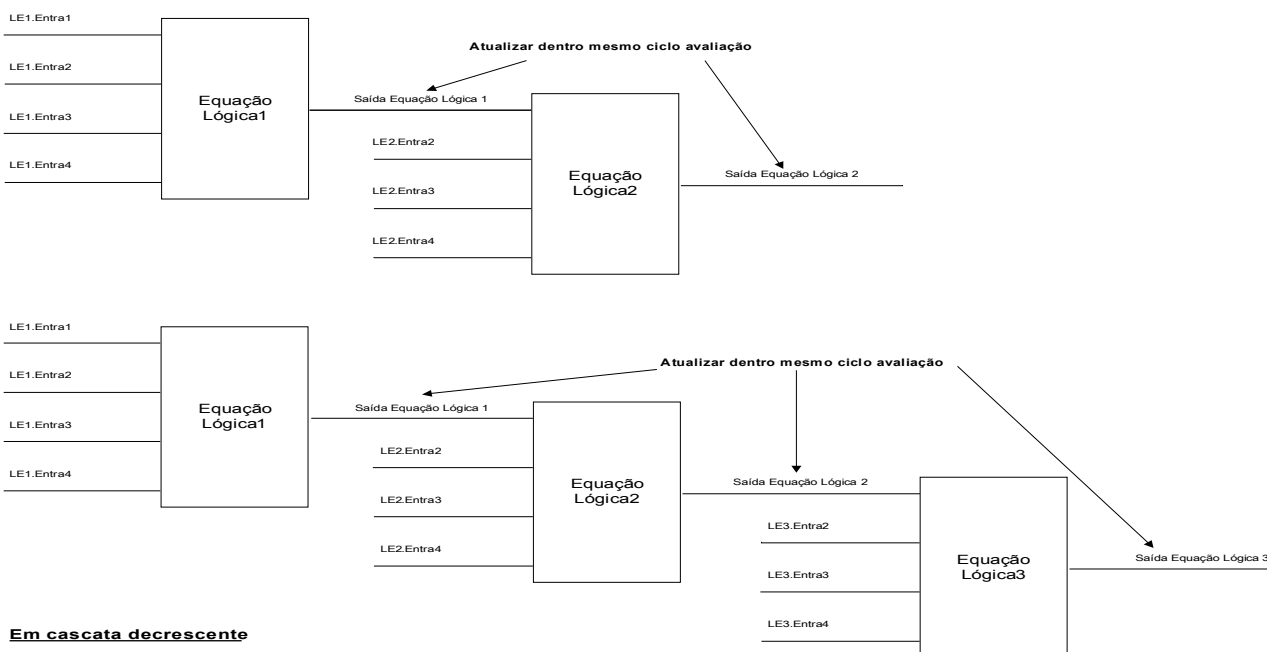 LE1.Entra1
LE1.Entra2
LE1.Entra3
LE1.Entra4
Equação
Lógica1
Atualizar dentro mesmo ciclo avaliação
Saída Equação Lógica 1
LE2.Entra2
LE2.Entra3
LE2.Entra4
Equação
Lógica2
Saída Equação Lógica 2
LE1.Entra1
LE1.Entra2
LE1.Entra3
LE1.Entra4
Equação
Lógica1
Atualizar dentro mesmo ciclo avaliação
Saída Equação Lógica 1
LE2.Entra2
LE2.Entra3
LE2.Entra4
Equação
Lógica2
Saída Equação Lógica 2
LE3.Entra2
LE3.Entra3
LE3.Entra4
Equação
Lógica3
Saída Equação Lógica 3
Em cascata decrescente